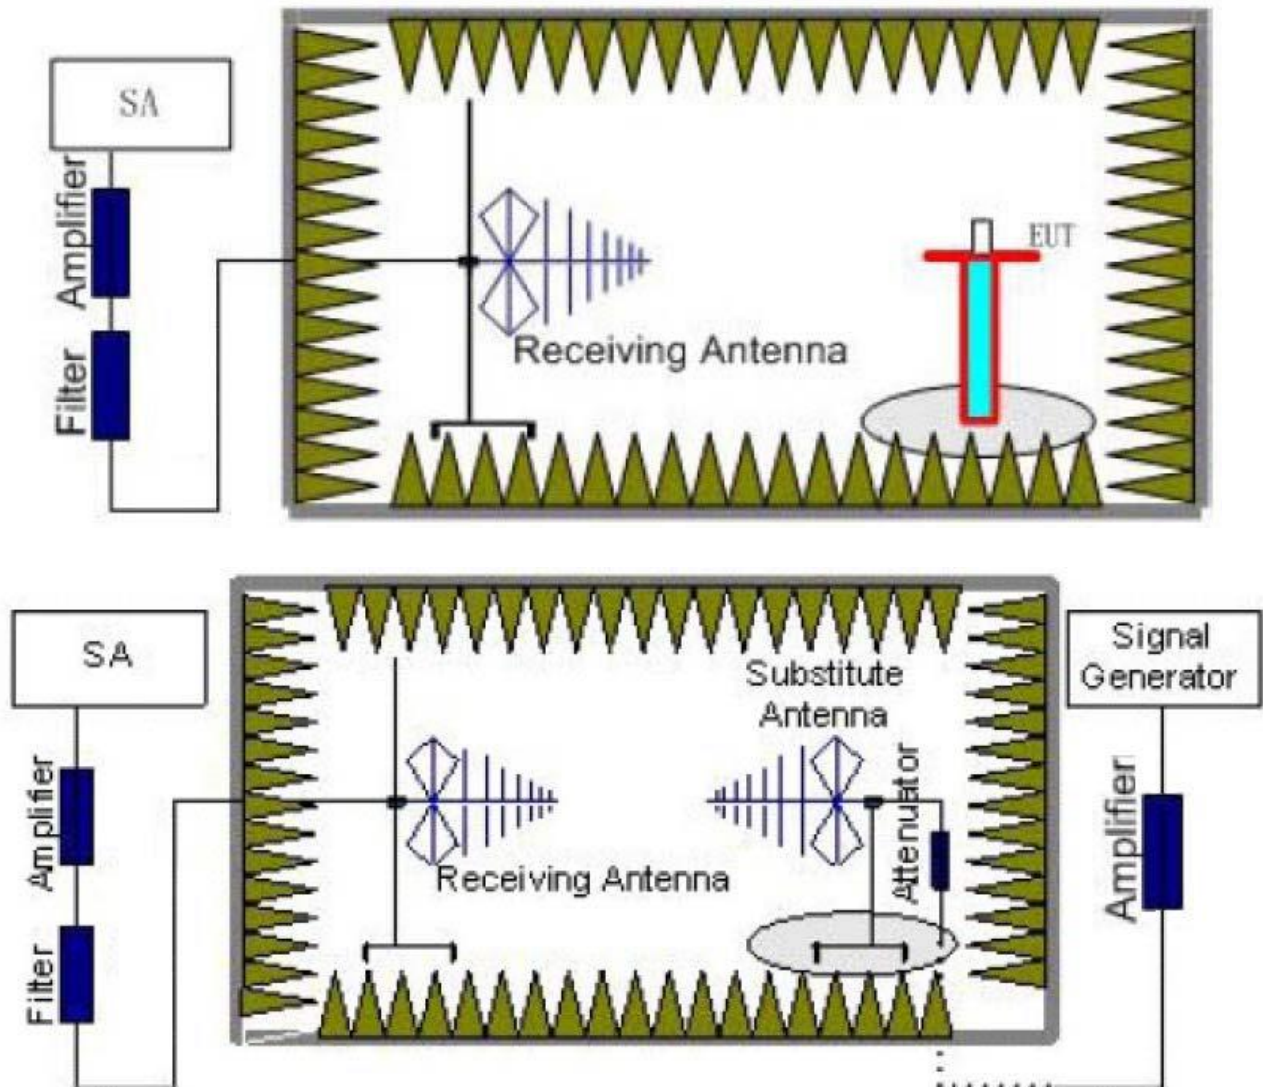 SA
Amplifier
Filter
EUT
Receiving Antenna
SA
Amplifier
Filter
Receiving Antenna
Substitute
Antenna
Attenuator
Signal
Generator
Amplifier